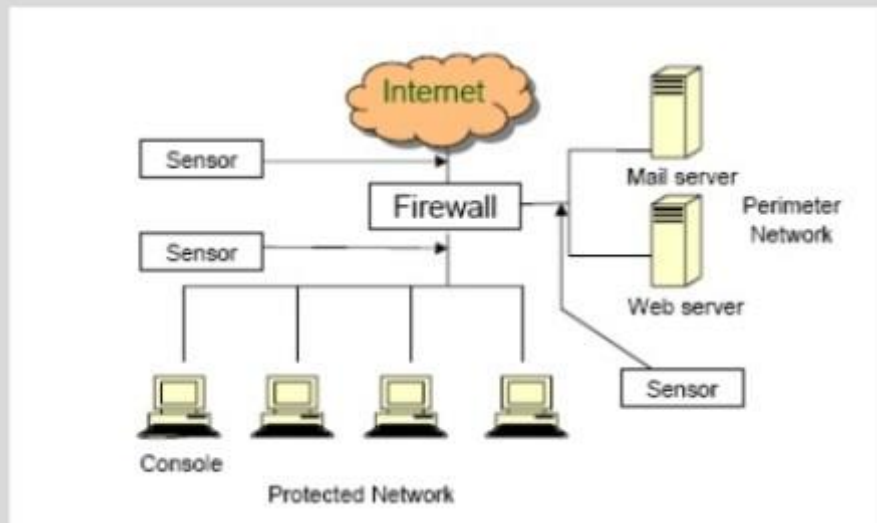 Internet
Sensor
Mail server
Firewall
Perimeter
Network
Sensor
Web server
Sensor
Console
Protected Network